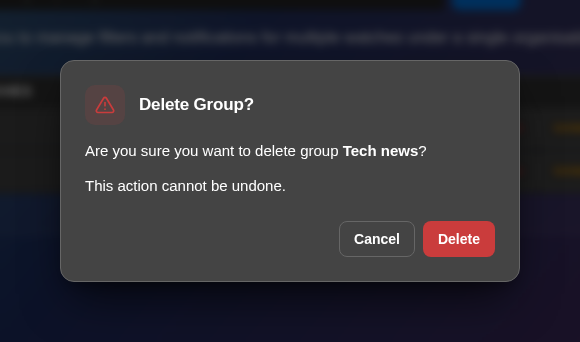 Delete Group?
Are you sure you want to delete group Tech news?
This action cannot be undone.
Cancel
Delete